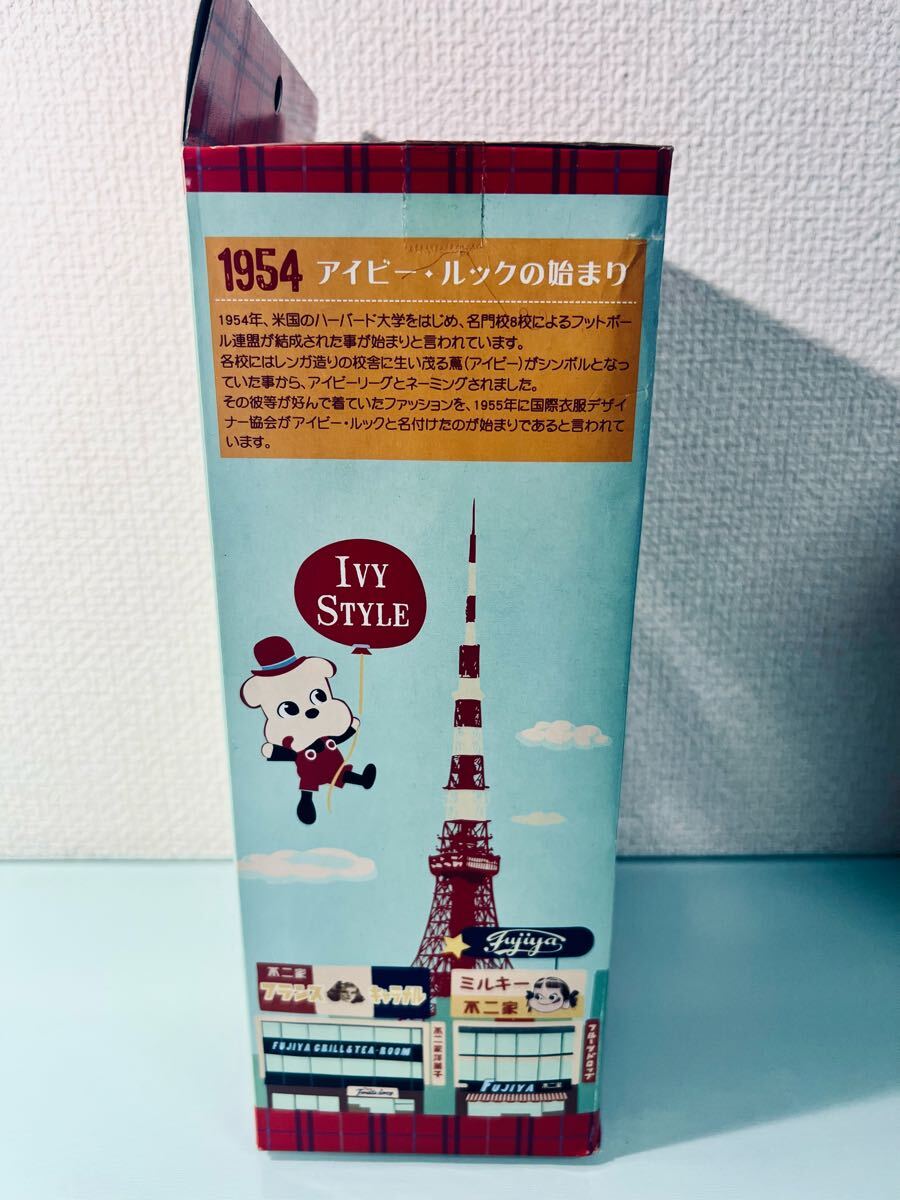 1954 アイビー・ルックの始まり
1954年、米国のハーバード大学をはじめ、名門校8校によるフットボー
ル連盟が結成された事が始まりと言われています。
各校にはレンガ造りの校舎に生い茂る蔦(アイビー)がシンボルとなっ
ていた事から、アイビーリーグとネーミングされました。
その彼等が好んで着ていたファッションを、1955年に国際衣服デザイ
ナー協会がアイビー・ルックと名付けたのが始まりであると言われて
います。
IVY
STYLE
Fujiya
不二家
フランス キャラメル
ミルキー
不二家
FUJIYA GRILL & TEA-ROOM
不二家洋菓子
FUJIYA 不二家
フルーツドロップ